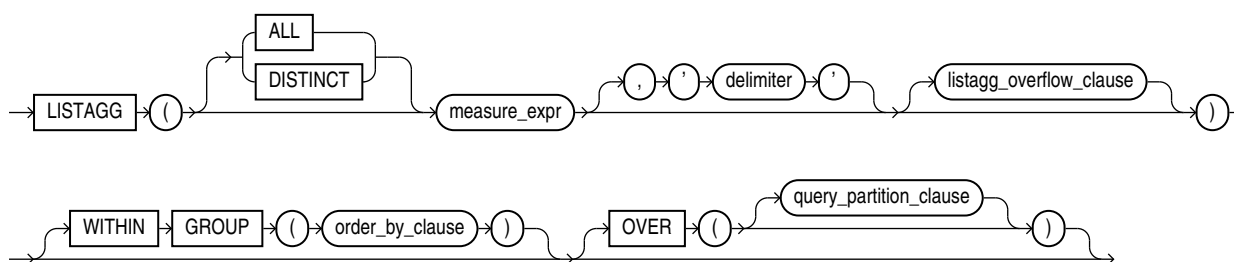 ALL
DISTINCT
, ' delimiter '
listagg_overflow_clause
LISTAGG ( measure_expr )
query_partition_clause
WITHIN GROUP ( order_by_clause ) OVER ( )